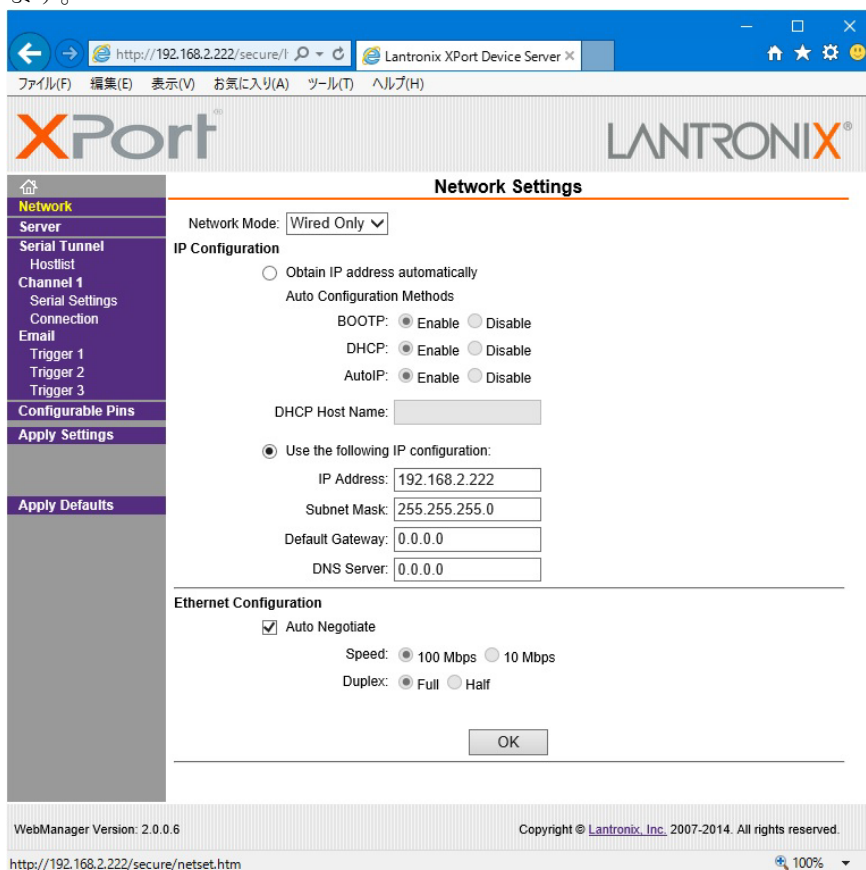 ます。
http://192.168.2.222/secure/
Lantronix XPort Device Server
ファイル(F) 編集(E) 表示(V) お気に入り(A) ツール(T) ヘルプ(H)
XPort®
LANTRONIX®
Network Settings
Network
Server
Serial Tunnel
Hostlist
Channel 1
Serial Settings
Connection
Email
Trigger 1
Trigger 2
Trigger 3
Configurable Pins
Apply Settings
Apply Defaults
Network Mode: Wired Only
IP Configuration
Obtain IP address automatically
Auto Configuration Methods
BOOTP: Enable Disable
DHCP: Enable Disable
AutoIP: Enable Disable
DHCP Host Name:
Use the following IP configuration:
IP Address: 192.168.2.222
Subnet Mask: 255.255.255.0
Default Gateway: 0.0.0.0
DNS Server: 0.0.0.0
Ethernet Configuration
Auto Negotiate
Speed: 100 Mbps 10 Mbps
Duplex: Full Half
OK
WebManager Version: 2.0.0.6
Copyright © Lantronix, Inc. 2007-2014. All rights reserved.
http://192.168.2.222/secure/netset.htm
100%